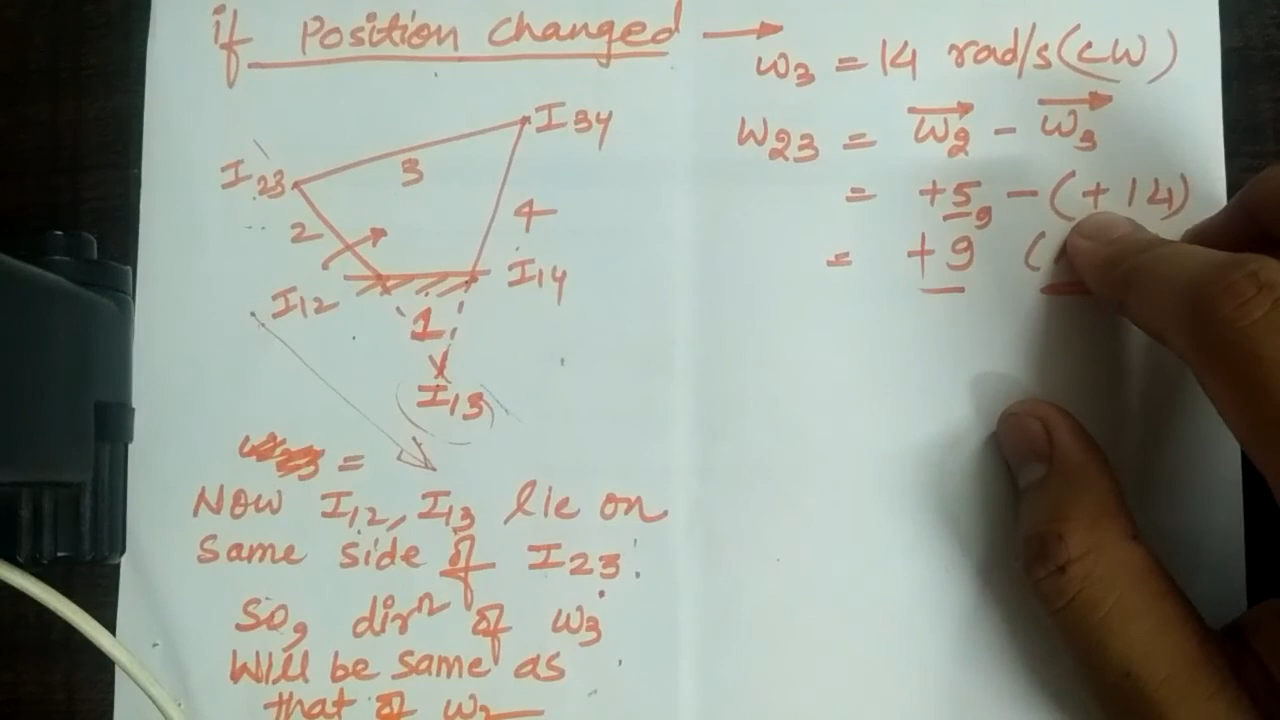 if Position changed →
ω3 = 14 rad/s (CW)
W23 = ω2 - ω3
= +5 - (+14)
9
= +9 (
I23
3
I34
2
4
I12
I14
1
I13
=
Now I12, I13 lie on
same side of I23.
So, dirn of ω3
will be same as
that of ω2